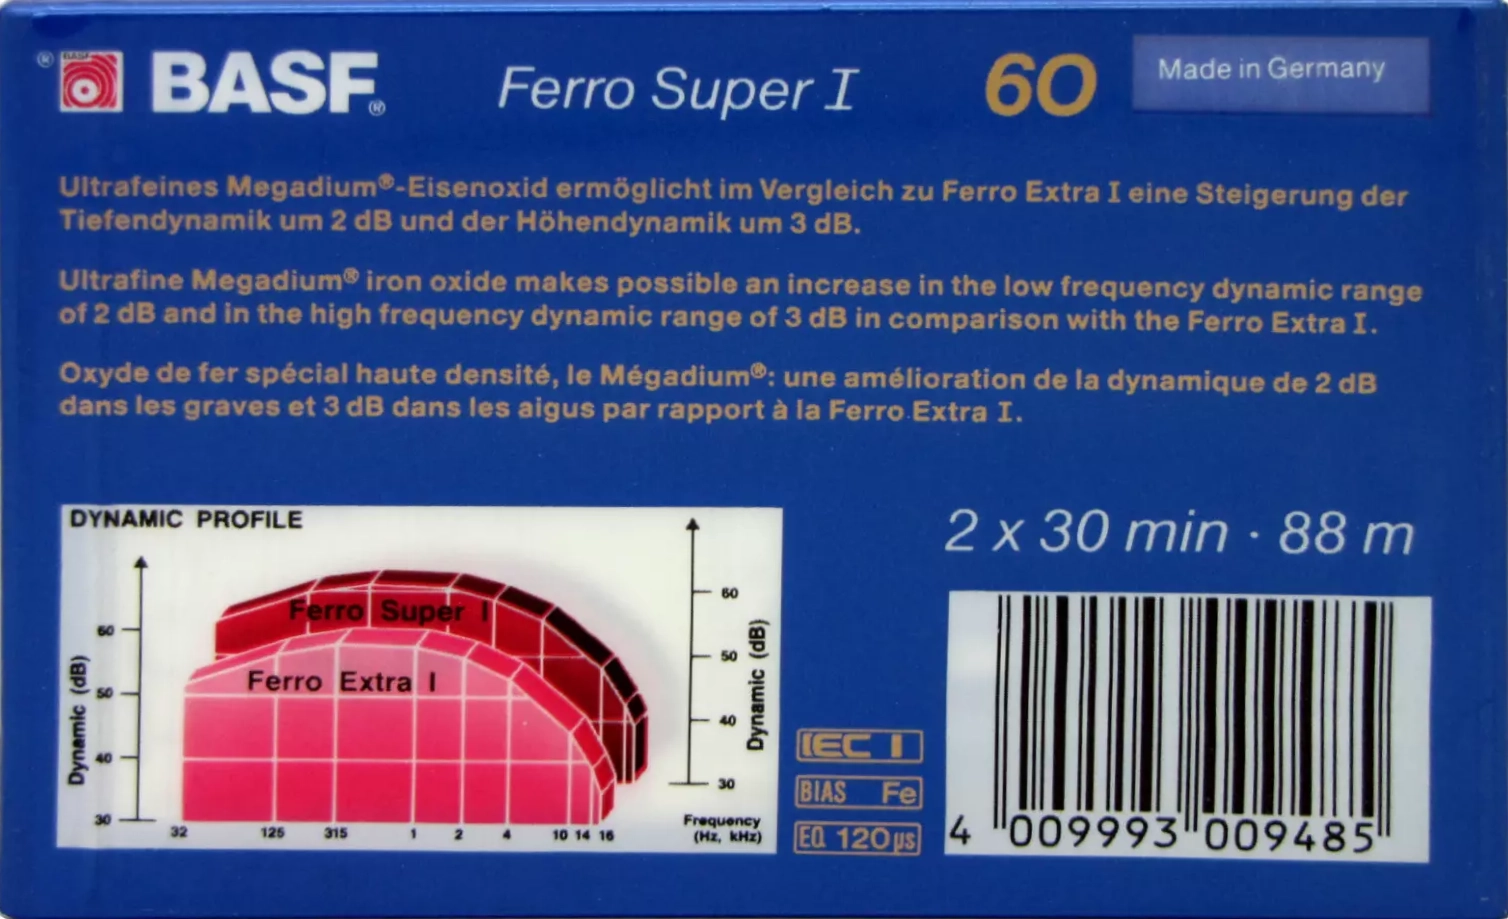 ® BASF BASF® Ferro Super I 60 Made in Germany
Ultrafeines Megadium®-Eisenoxid ermöglicht im Vergleich zu Ferro Extra I eine Steigerung der
Tiefendynamik um 2 dB und der Höhendynamik um 3 dB.
Ultrafine Megadium® iron oxide makes possible an increase in the low frequency dynamic range
of 2 dB and in the high frequency dynamic range of 3 dB in comparison with the Ferro Extra I.
Oxyde de fer spécial haute densité, le Mégadium®: une amélioration de la dynamique de 2 dB
dans les graves et 3 dB dans les aigus par rapport à la Ferro Extra I.
DYNAMIC PROFILE
Ferro Super I
Ferro Extra I
Dynamic (dB)
60
50
40
30
32 125 315 1 2 4 10 14 16
Frequency
(Hz, kHz)
60
50
40
30
Dynamic (dB)
2 x 30 min · 88 m
IEC I
BIAS Fe
EQ 120 µs
4 009993 009485